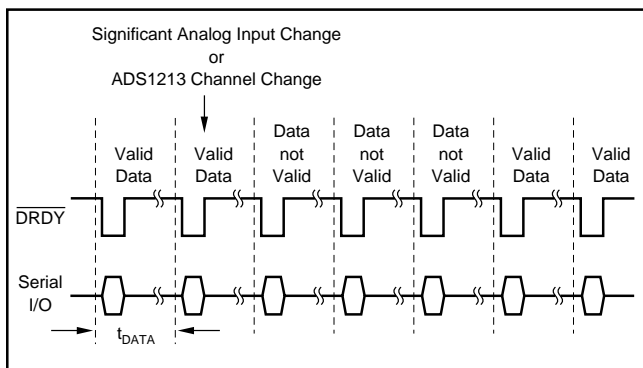 Significant Analog Input Change
or
ADS1213 Channel Change
Valid
Data
Valid
Data
Data
not
Valid
Data
not
Valid
Data
not
Valid
Valid
Data
Valid
Data
DRDY
Serial
I/O
tDATA